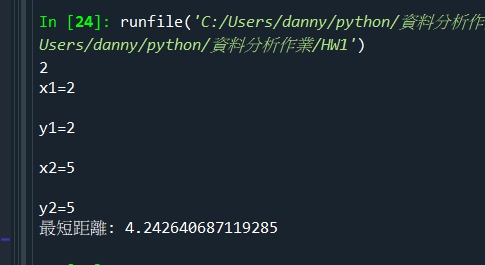 In [24]: runfile('C:/Users/danny/python/資料分析作
Users/danny/python/資料分析作業/HW1')
2
x1=2
y1=2
x2=5
y2=5
最短距離: 4.242640687119285